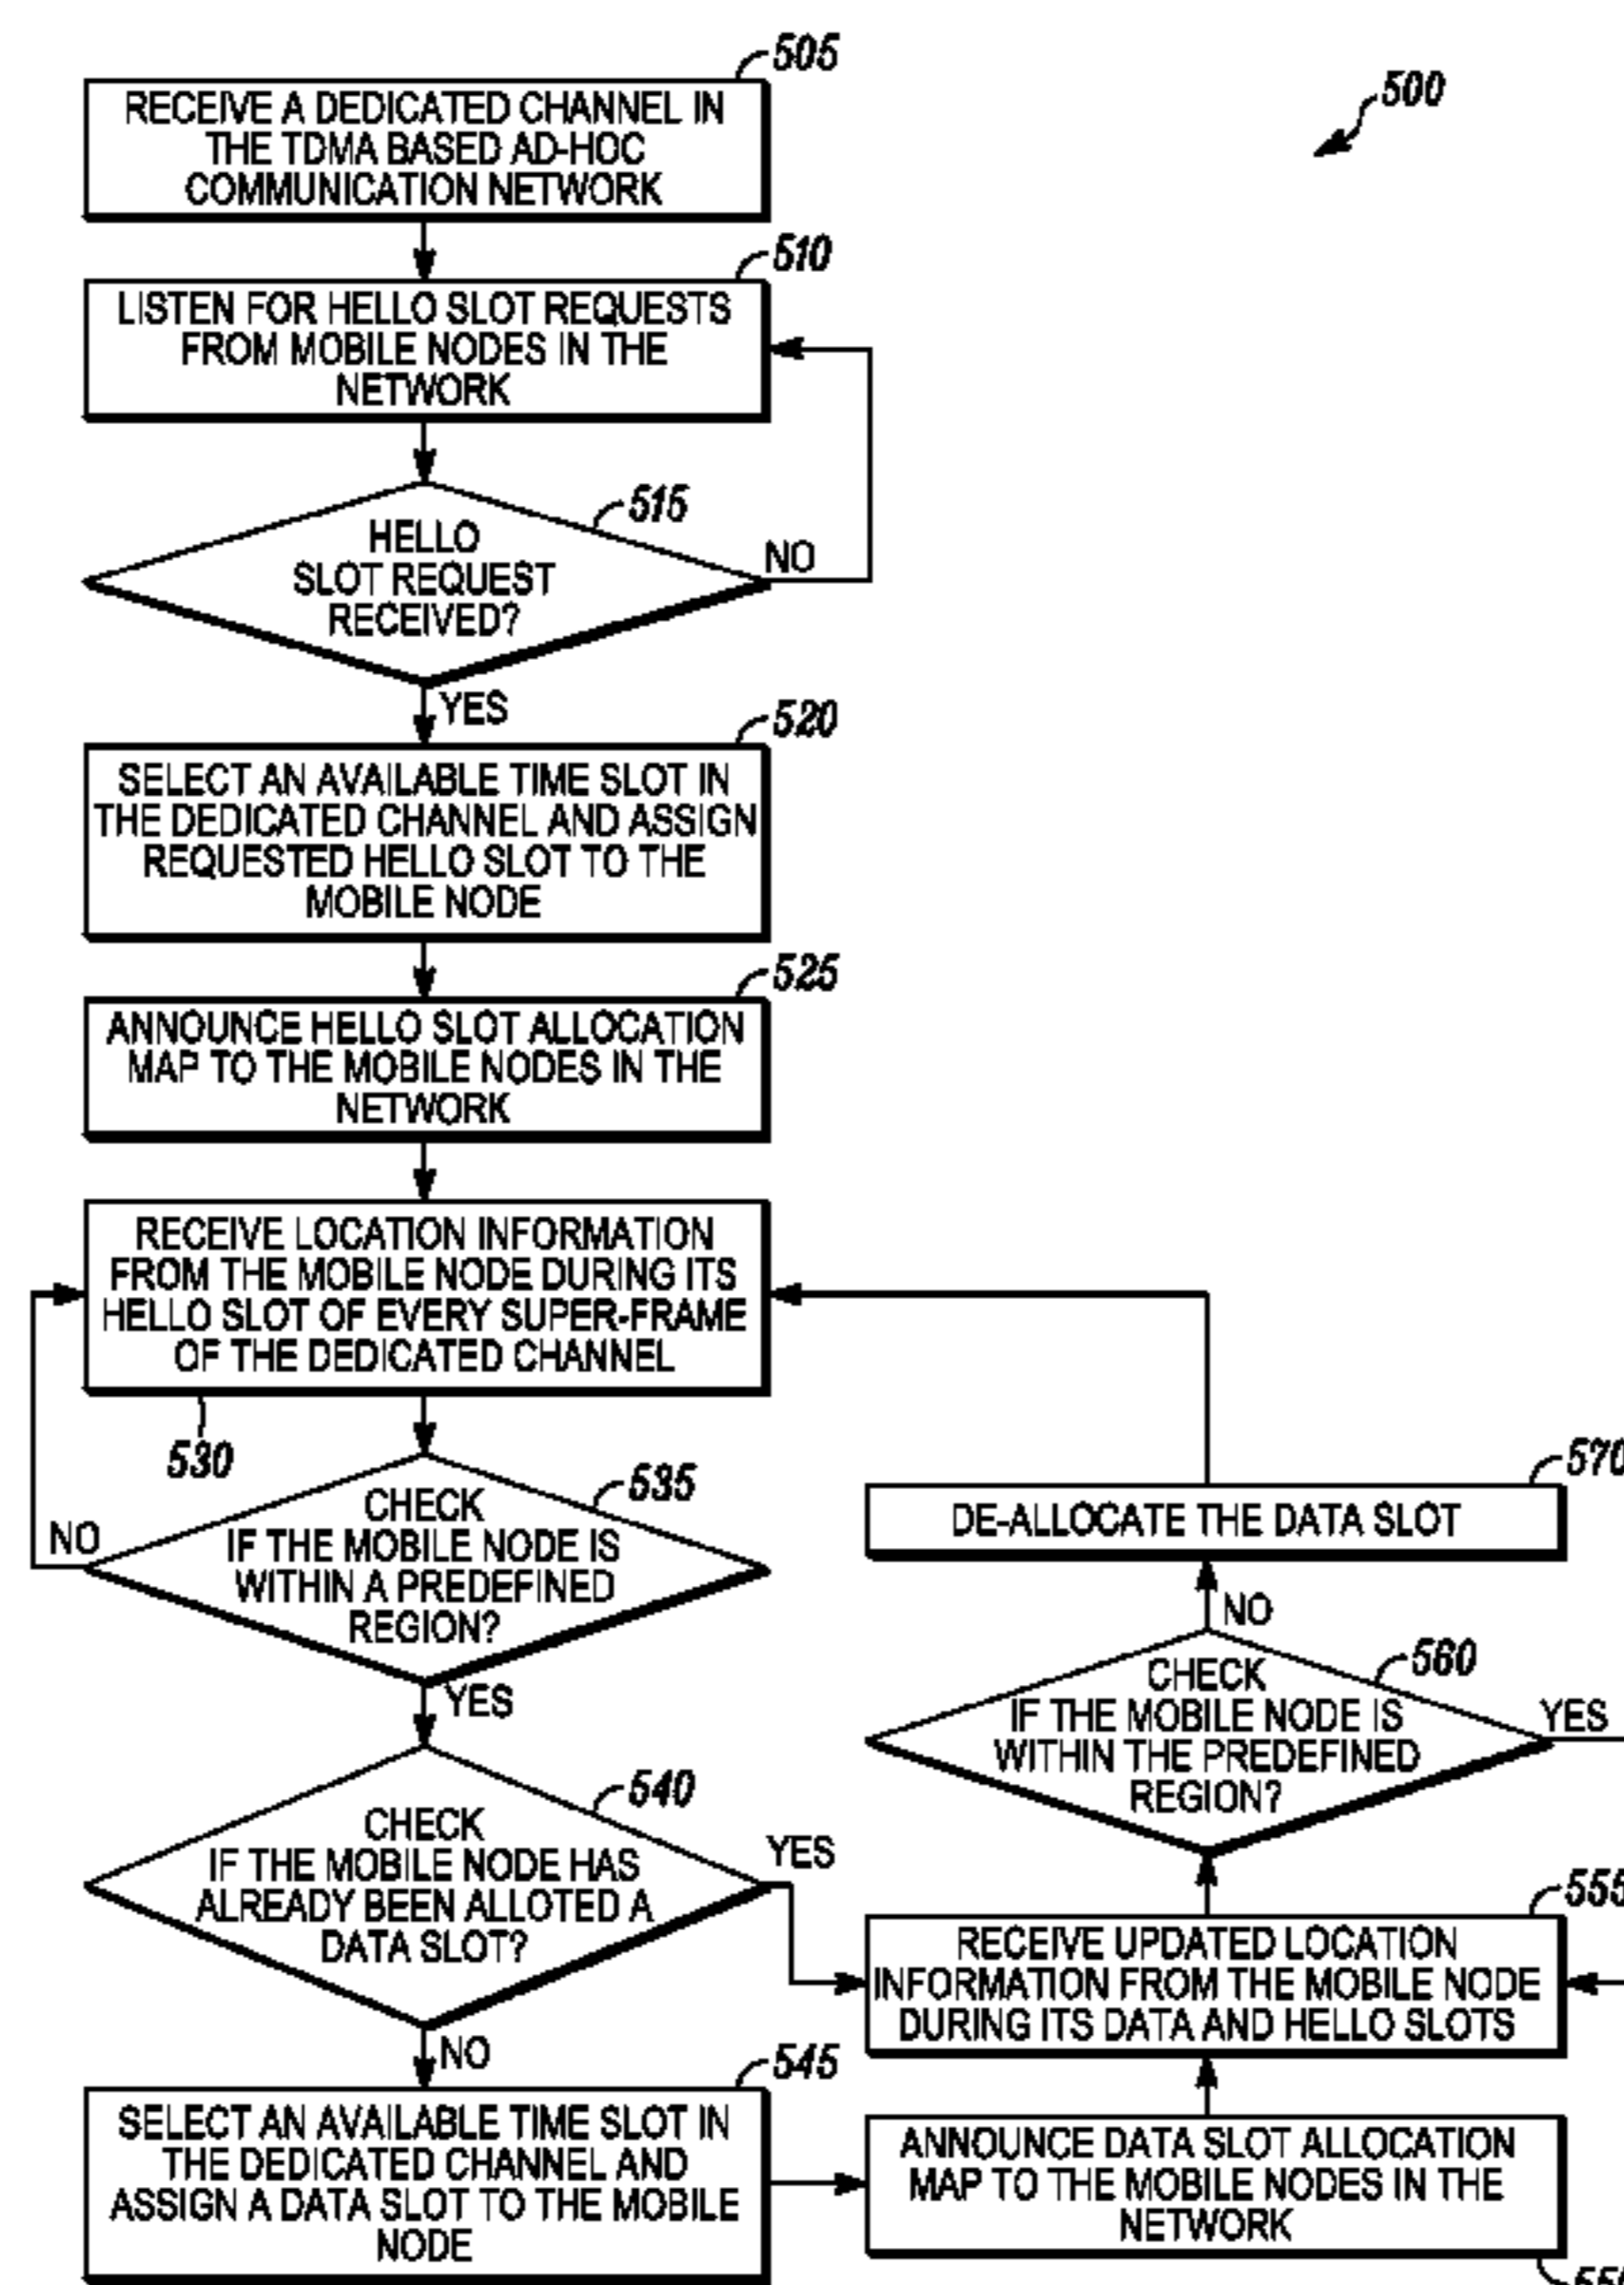 505
RECEIVE A DEDICATED CHANNEL IN
THE TDMA BASED AD-HOC
COMMUNICATION NETWORK
500
510
LISTEN FOR HELLO SLOT REQUESTS
FROM MOBILE NODES IN THE
NETWORK
515
HELLO
SLOT REQUEST
RECEIVED?
NO
YES
520
SELECT AN AVAILABLE TIME SLOT IN
THE DEDICATED CHANNEL AND ASSIGN
REQUESTED HELLO SLOT TO THE
MOBILE NODE
525
ANNOUNCE HELLO SLOT ALLOCATION
MAP TO THE MOBILE NODES IN THE
NETWORK
RECEIVE LOCATION INFORMATION
FROM THE MOBILE NODE DURING ITS
HELLO SLOT OF EVERY SUPER-FRAME
OF THE DEDICATED CHANNEL
530
535
CHECK
IF THE MOBILE NODE IS
WITHIN A PREDEFINED
REGION?
NO
YES
540
CHECK
IF THE MOBILE NODE HAS
ALREADY BEEN ALLOTED A
DATA SLOT?
YES
NO
545
SELECT AN AVAILABLE TIME SLOT IN
THE DEDICATED CHANNEL AND
ASSIGN A DATA SLOT TO THE MOBILE
NODE
570
DE-ALLOCATE THE DATA SLOT
NO
560
CHECK
IF THE MOBILE NODE IS
WITHIN THE PREDEFINED
REGION?
YES
555
RECEIVE UPDATED LOCATION
INFORMATION FROM THE MOBILE NODE
DURING ITS DATA AND HELLO SLOTS
ANNOUNCE DATA SLOT ALLOCATION
MAP TO THE MOBILE NODES IN THE
NETWORK